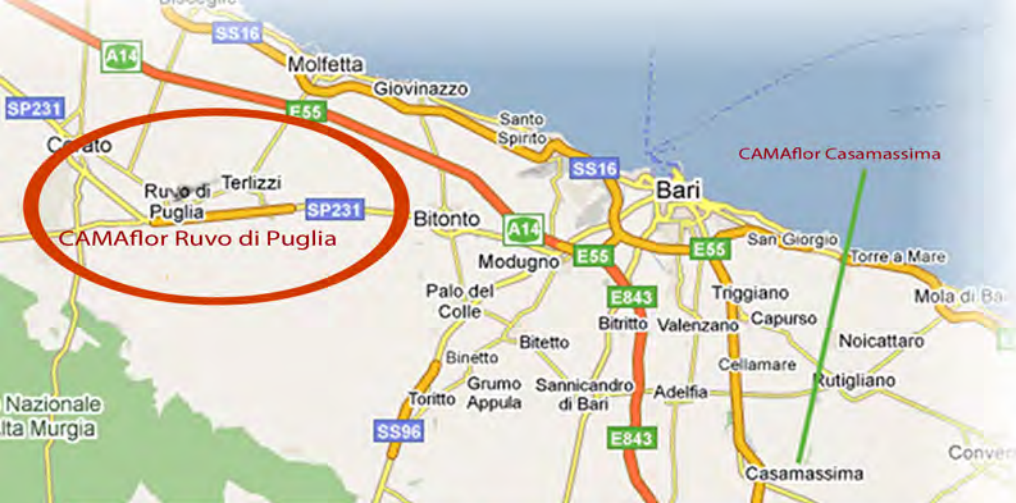 SS16
A14
Molfetta
Giovinazzo
SP231
E55
Santo
Spirito
CAMAflor Casamassima
SS16
Ruvo di
Puglia
Terlizzi
SP231
Bari
Bitonto
CAMAflor Ruvo di Puglia
A14
E55
E55
San Giorgio
Torre a Mare
Modugno
Palo del
Colle
E843
Triggiano
Mola di Ba
Bitritto
Valenzano
Capurso
Bitetto
Noicattaro
Binetto
Cellamare
Rutigliano
Toritto
Grumo
Appula
Sannicandro
di Bari
Adelfia
Nazionale
lta Murgia
SS96
E843
Casamassima
Conver